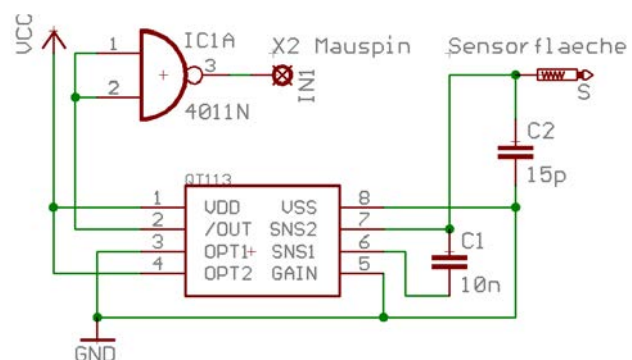 VCC
IC1A
X2 Mauspin
Sensorflaeche
1
2
3
4011N
IN1
S
C2
15p
QT113
1 VDD VSS 8
2 /OUT SNS2 7
3 OPT1 SNS1 6
4 OPT2 GAIN 5
C1
10n
GND